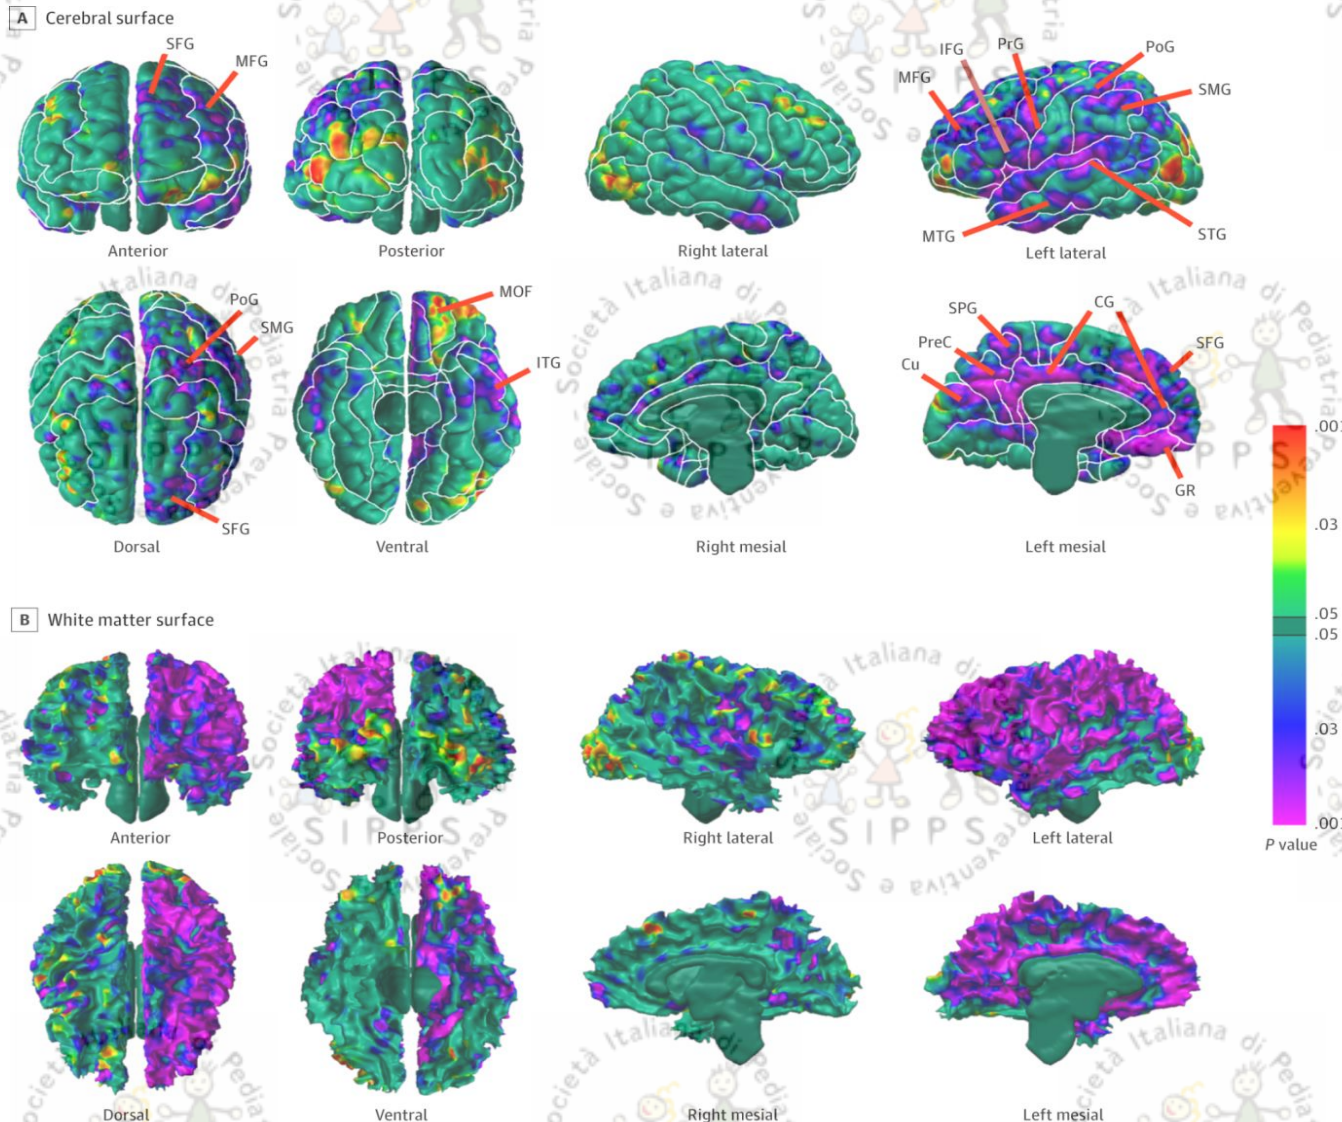 A Cerebral surface
SFG
MFG
Anterior
Posterior
Right lateral
IFG
PrG
PoG
MFG
SMG
MTG
STG
Left lateral
PoG
SMG
SFG
Dorsal
MOF
ITG
Ventral
Right mesial
SPG
CG
PreC
SFG
Cu
GR
Left mesial
.001
.03
.05
.05
.03
.001
P value
B White matter surface
Anterior
Posterior
Right lateral
Left lateral
Dorsal
Ventral
Right mesial
Left mesial
Società Italiana di Pediatria Preventiva e Sociale
SIPPS